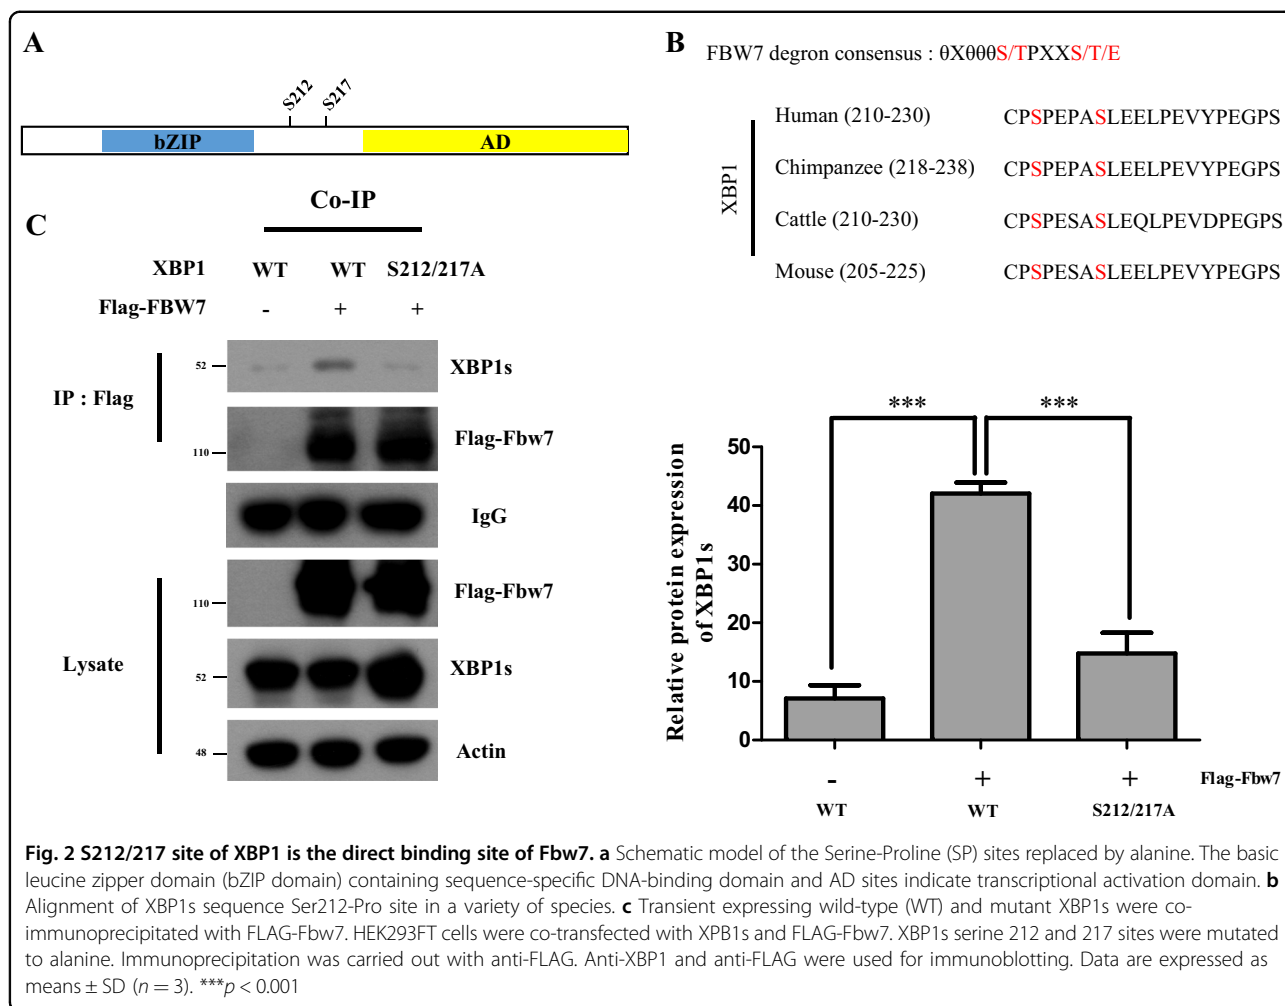 A
S212
S217
bZIP
AD
B
FBW7 degron consensus : θXθθθS/TPXXS/T/E
XBP1
Human (210-230) CPSPEPASLEELPEVYPEGPS
Chimpanzee (218-238) CPSPEPASLEELPEVYPEGPS
Cattle (210-230) CPSPESASLEQLPEVDPEGPS
Mouse (205-225) CPSPESASLEELPEVYPEGPS
C
Co-IP
XBP1 WT WT S212/217A
Flag-FBW7 - + +
IP : Flag
52 XBP1s
110 Flag-Fbw7
IgG
Lysate
110 Flag-Fbw7
52 XBP1s
48 Actin
Relative protein expression
of XBP1s
*** ***
50
40
30
20
10
0
- + + Flag-Fbw7
WT WT S212/217A
Fig. 2 S212/217 site of XBP1 is the direct binding site of Fbw7. a Schematic model of the Serine-Proline (SP) sites replaced by alanine. The basic
leucine zipper domain (bZIP domain) containing sequence-specific DNA-binding domain and AD sites indicate transcriptional activation domain. b
Alignment of XBP1s sequence Ser212-Pro site in a variety of species. c Transient expressing wild-type (WT) and mutant XBP1s were co-
immunoprecipitated with FLAG-Fbw7. HEK293FT cells were co-transfected with XPB1s and FLAG-Fbw7. XBP1s serine 212 and 217 sites were mutated
to alanine. Immunoprecipitation was carried out with anti-FLAG. Anti-XBP1 and anti-FLAG were used for immunoblotting. Data are expressed as
means ± SD (n = 3). ***p < 0.001